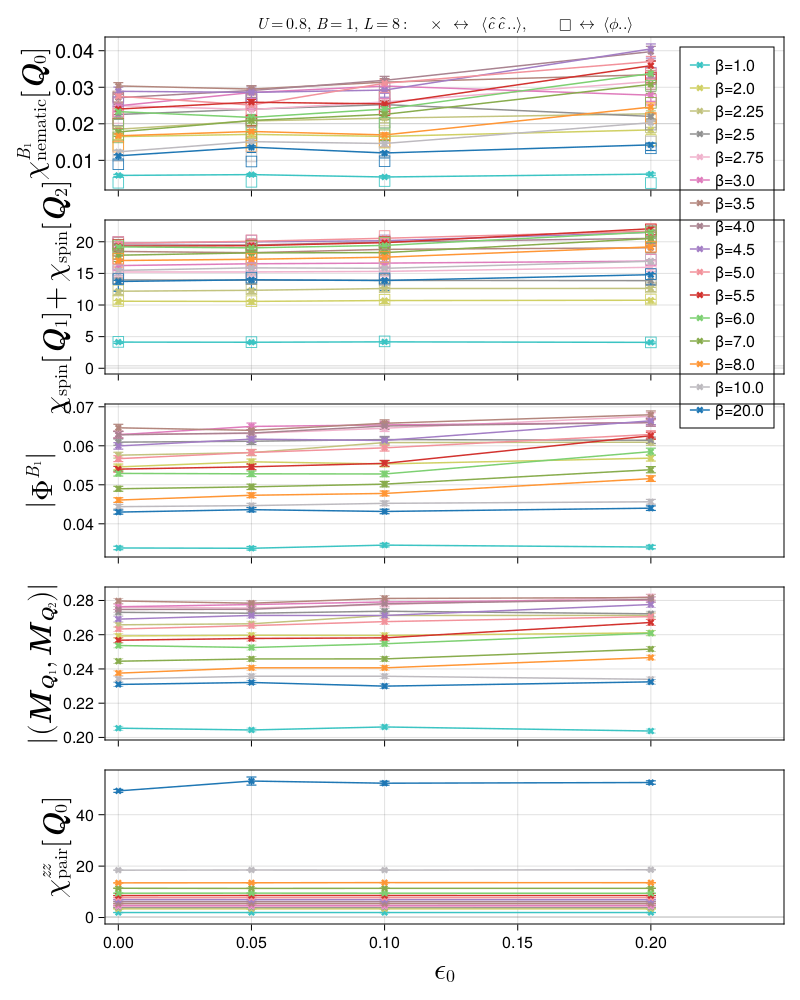 U = 0.8, B = 1, L = 8 : × ↔ ⟨ĉ ĉ ..⟩, □ ↔ ⟨ϕ..⟩
χ^{B_1}_{nematic}[Q_0]
0.04
0.03
0.02
0.01
χ_{spin}[Q_1] + χ_{spin}[Q_2]
20
15
10
5
0
|Φ^{B_1}|
0.07
0.06
0.05
0.04
|(M_{Q_1}, M_{Q_2})|
0.28
0.26
0.24
0.22
0.20
χ^{zz}_{pair}[Q_0]
40
20
0
0.00 0.05 0.10 0.15 0.20
ϵ_0
β=1.0
β=2.0
β=2.25
β=2.5
β=2.75
β=3.0
β=3.5
β=4.0
β=4.5
β=5.0
β=5.5
β=6.0
β=7.0
β=8.0
β=10.0
β=20.0